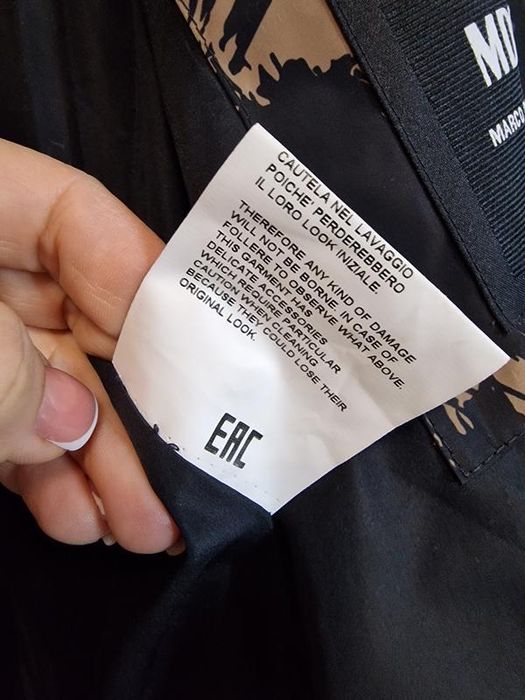 MD
MARCO
CAUTELA NEL LAVAGGIO
POICHE PERDEREBBERO
IL LORO LOOK INIZIALE.
THEREFORE ANY KIND OF DAMAGE
WILL NOT BE BORNE, IN CASE OF
FOLLERE TO OBSERVE WHAT ABOVE.
THIS GARMENT HAS
DELICATE ACCESSORIES
WHICH REQUIRE PARTICULAR
CAUTION WHEN CLEANING
BECAUSE THEY COULD LOSE THEIR
ORIGINAL LOOK.
EAC